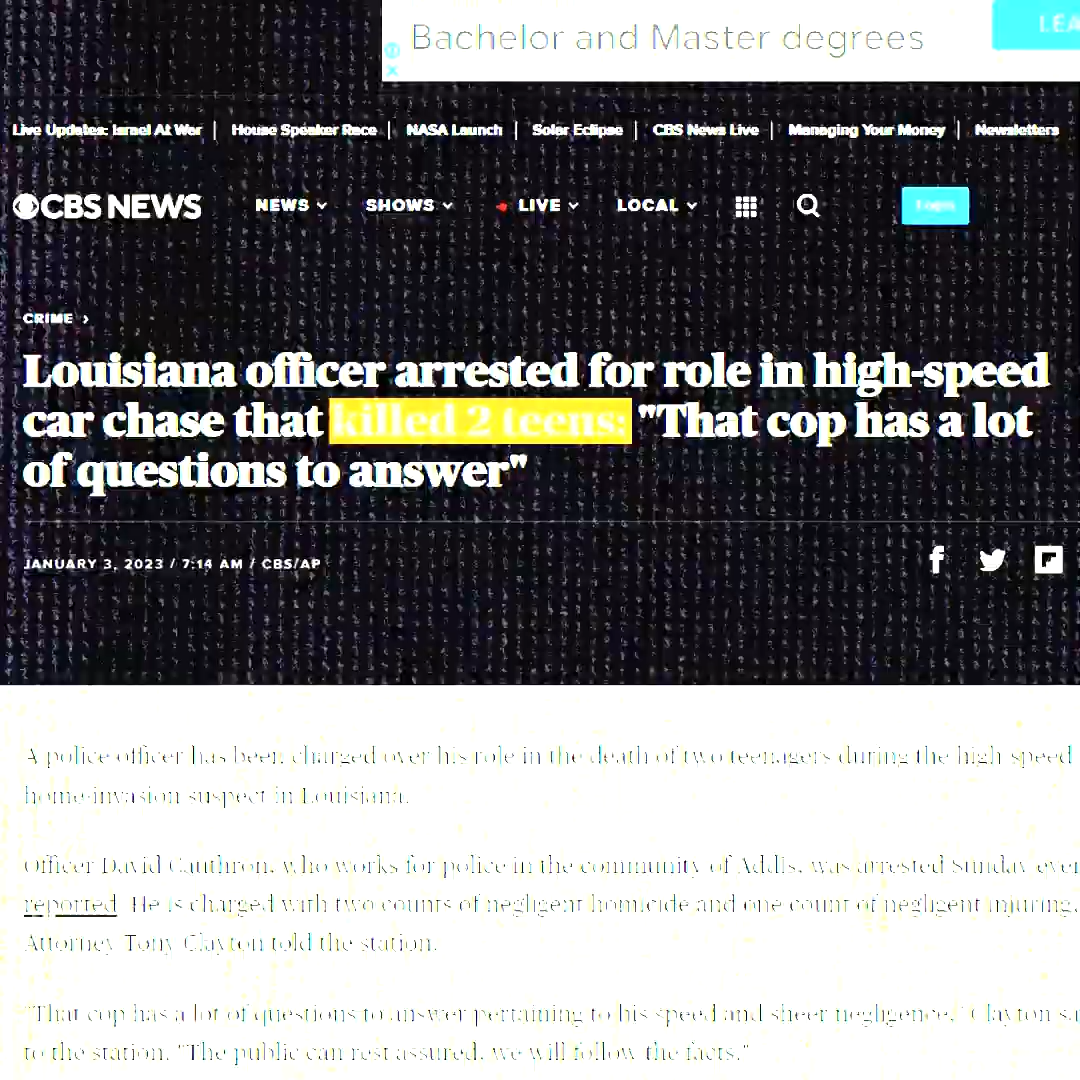 Bachelor and Master degrees
LEA
Live Updates: Israel At War | House Speaker Race | NASA Launch | Solar Eclipse | CBS News Live | Managing Your Money | Newsletters
CBS NEWS NEWS SHOWS LIVE LOCAL Login
CRIME ›
Louisiana officer arrested for role in high-speed
car chase that killed 2 teens: "That cop has a lot
of questions to answer"
JANUARY 3, 2023 / 7:14 AM / CBS/AP
A police officer has been charged over his role in the death of two teenagers during the high-speed
home-invasion suspect in Louisiana.
Officer David Cauthron, who works for police in the community of Addis, was arrested Sunday ever
reported. He is charged with two counts of negligent homicide and one count of negligent injuring,
Attorney Tony Clayton told the station.
"That cop has a lot of questions to answer pertaining to his speed and sheer negligence," Clayton sa
to the station. "The public can rest assured, we will follow the facts."